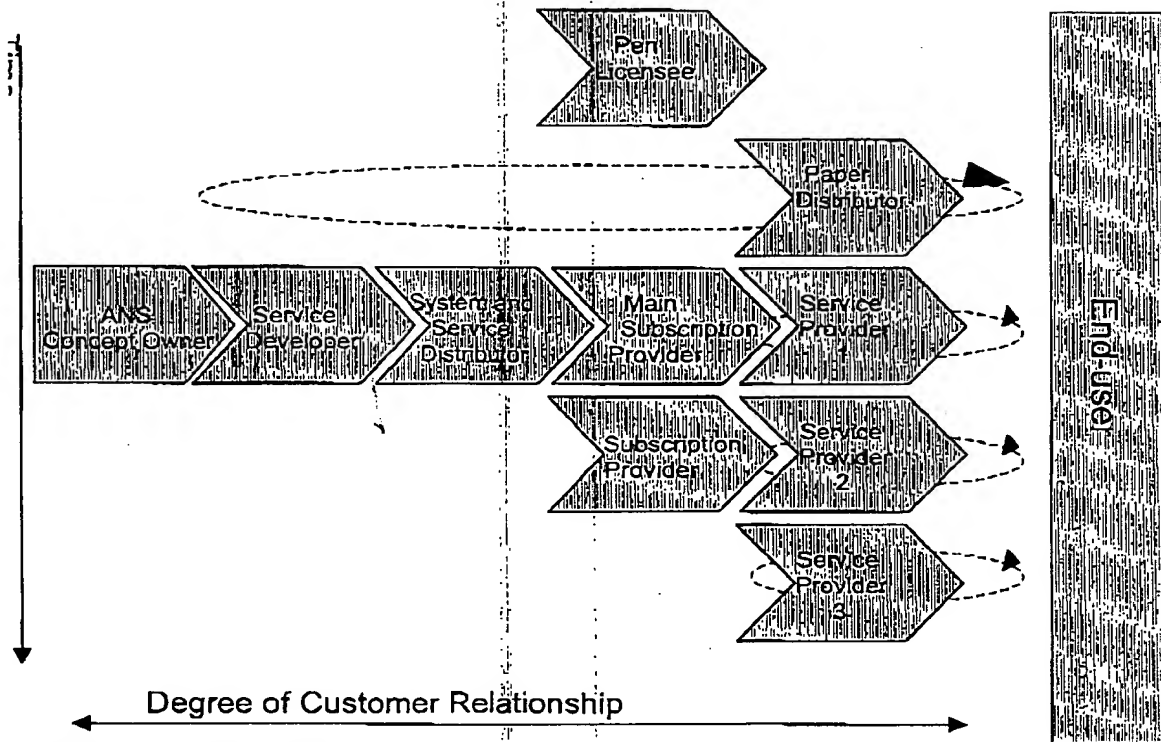 Pen
Licensee
Paper
Distributor
ANS
Concept Owner
Service
Developer
System and
Service
Distributor
Main
Subscription
Provider
Service
Provider
1
Subscription
Provider
Service
Provider
2
Service
Provider
3
End-user
Degree of Customer Relationship